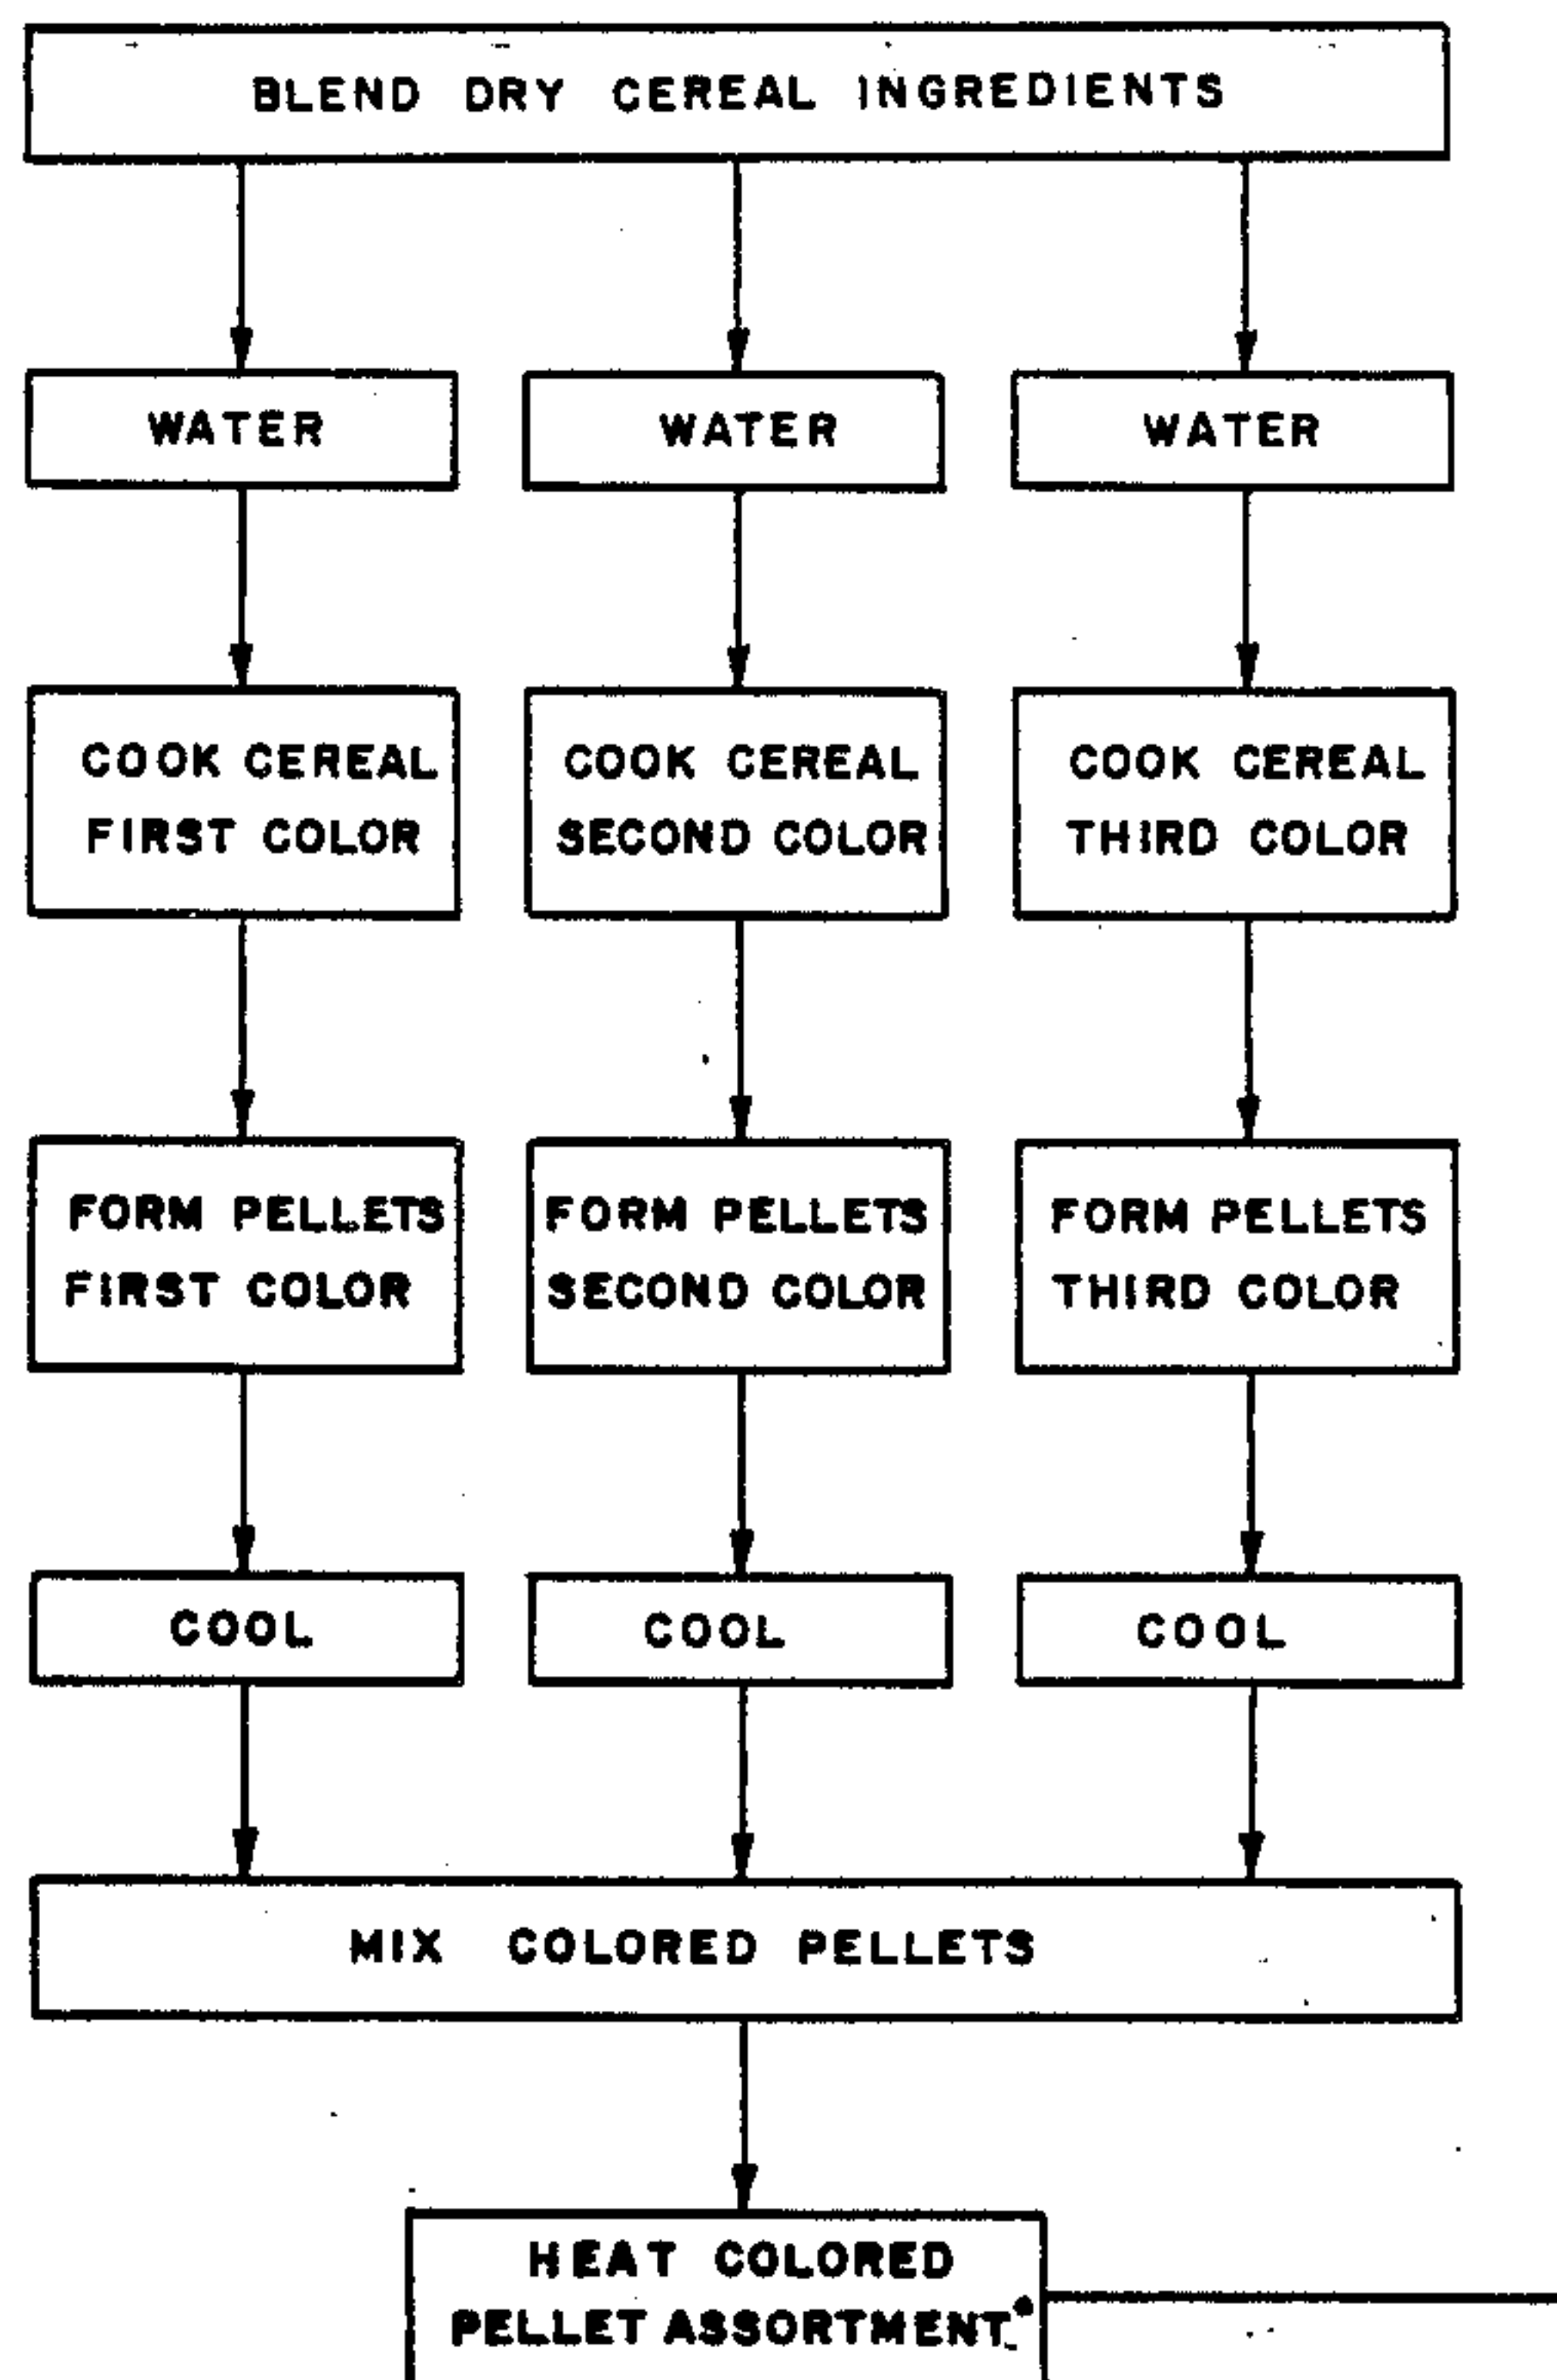 BLEND DRY CEREAL INGREDIENTS
WATER
WATER
WATER
COOK CEREAL
FIRST COLOR
COOK CEREAL
SECOND COLOR
COOK CEREAL
THIRD COLOR
FORM PELLETS
FIRST COLOR
FORM PELLETS
SECOND COLOR
FORM PELLETS
THIRD COLOR
COOL
COOL
COOL
MIX COLORED PELLETS
HEAT COLORED
PELLET ASSORTMENT